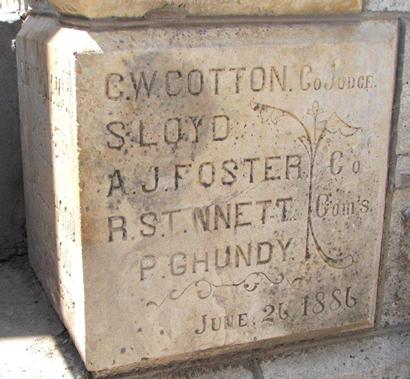 C.W. COTTON. CO JUDGE.
S. LOYD
A. J. FOSTER Co
R. S. T. NNETT. Com's.
P. GHUNDY
JUNE. 26 1886